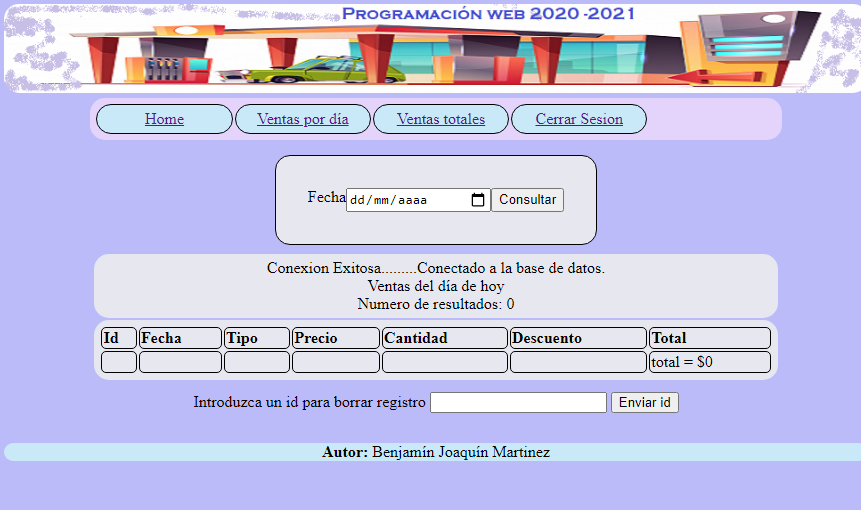 Programación web 2020 -2021
Home Ventas por día Ventas totales Cerrar Sesion
Fecha dd/mm/aaaa Consultar
Conexion Exitosa.........Conectado a la base de datos.
Ventas del dia de hoy
Numero de resultados: 0
Id Fecha Tipo Precio Cantidad Descuento Total
total = $0
Introduzca un id para borrar registro Enviar id
Autor: Benjamín Joaquín Martinez